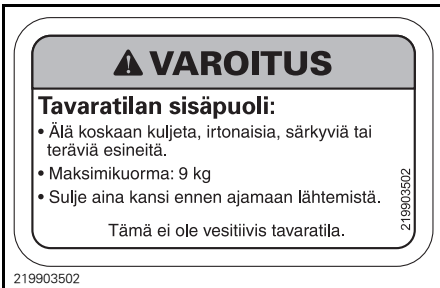 VAROITUS
Tavaratilan sisäpuoli:
• Älä koskaan kuljeta, irtonaisia, särkyviä tai
teräviä esineitä.
• Maksimikuorma: 9 kg
• Sulje aina kansi ennen ajamaan lähtemistä.
Tämä ei ole vesitiivis tavaratila.
219903502
219903502